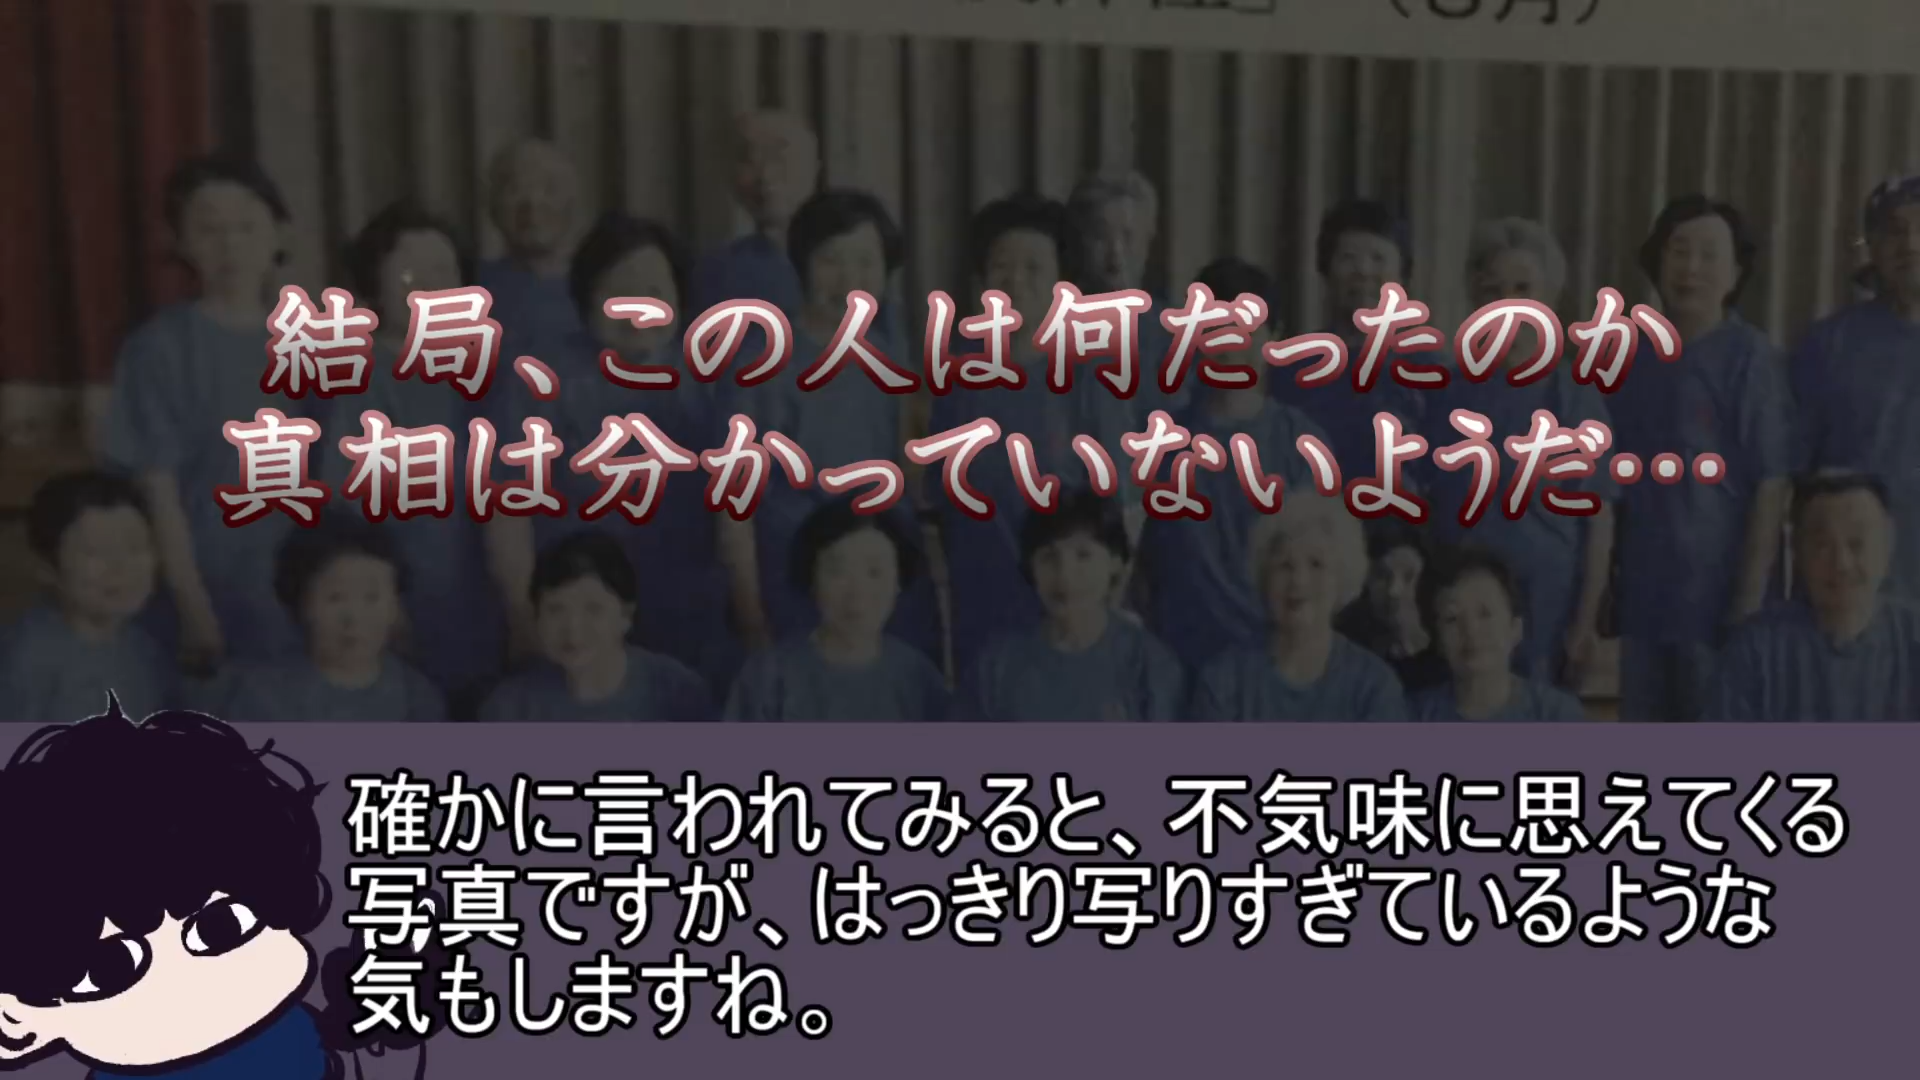 結局、この人は何だったのか
真相は分かっていないようだ…
確かに言われてみると、不気味に思えてくる
写真ですが、はっきり写りすぎているような
気もしますね。